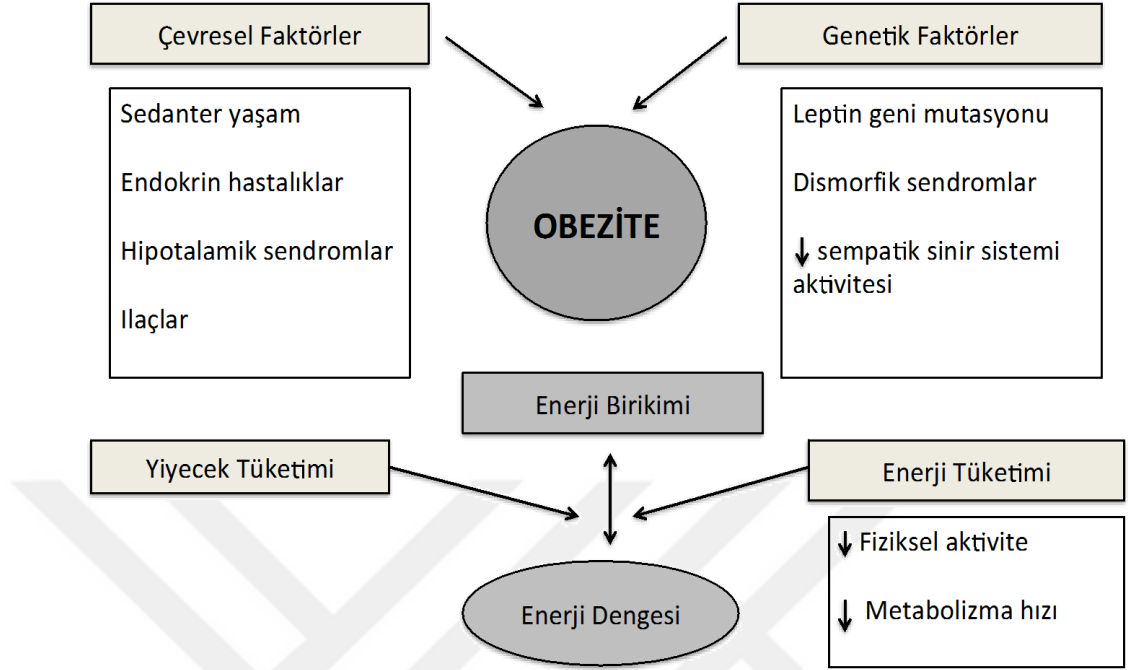 Çevresel Faktörler
Genetik Faktörler
Sedanter yaşam
Endokrin hastalıklar
Hipotalamik sendromlar
Ilaçlar
OBEZİTE
Leptin geni mutasyonu
Dismorfik sendromlar
↓ sempatik sinir sistemi
aktivitesi
Enerji Birikimi
Yiyecek Tüketimi
Enerji Tüketimi
↓ Fiziksel aktivite
↓ Metabolizma hızı
Enerji Dengesi